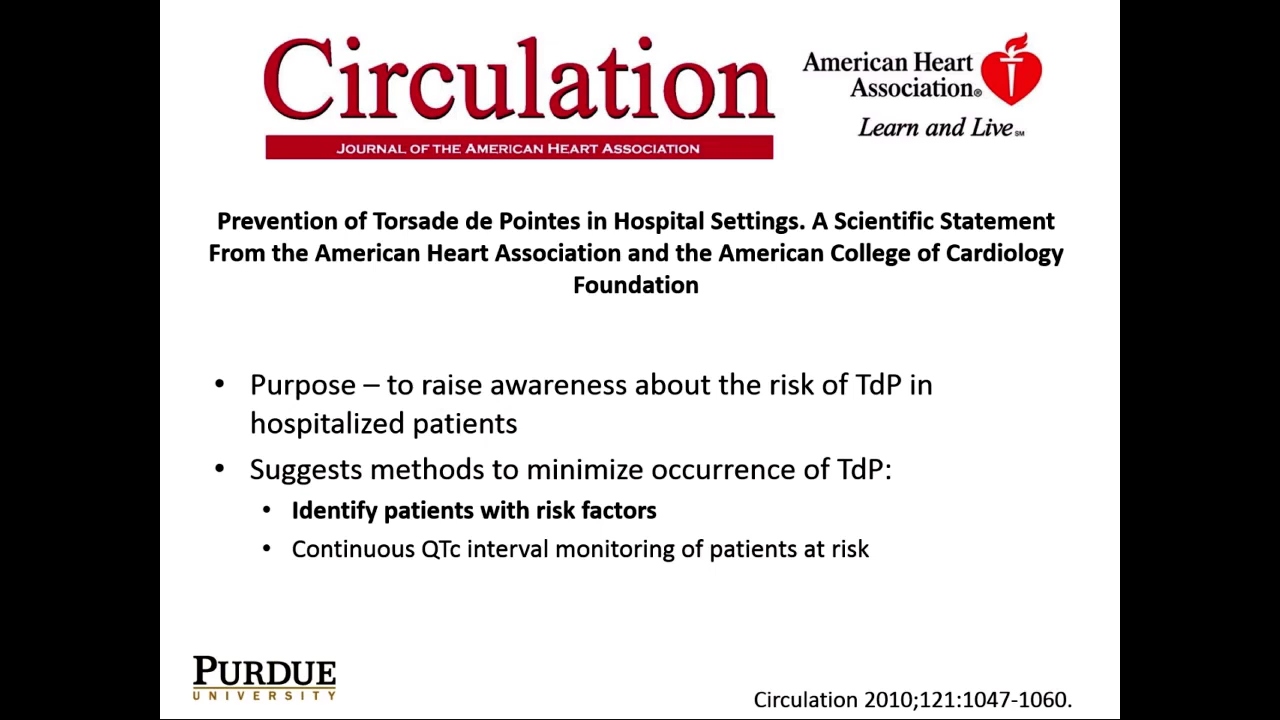 Circulation
JOURNAL OF THE AMERICAN HEART ASSOCIATION
American Heart
Association®
Learn and Live℠
Prevention of Torsade de Pointes in Hospital Settings. A Scientific Statement
From the American Heart Association and the American College of Cardiology
Foundation
• Purpose – to raise awareness about the risk of TdP in
hospitalized patients
• Suggests methods to minimize occurrence of TdP:
• Identify patients with risk factors
• Continuous QTc interval monitoring of patients at risk
PURDUE
UNIVERSITY
Circulation 2010;121:1047-1060.